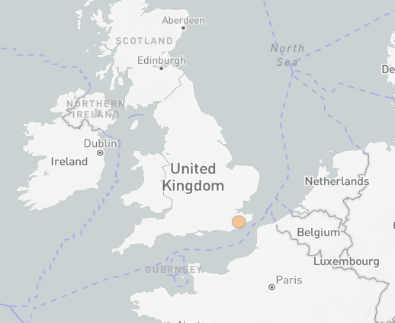 Aberdeen
SCOTLAND
North
Sea
Edinburgh
NORTHERN
IRELAND
Dublin
Ireland
United
Kingdom
Netherlands
Belgium
Luxembourg
GUERNSEY
Paris